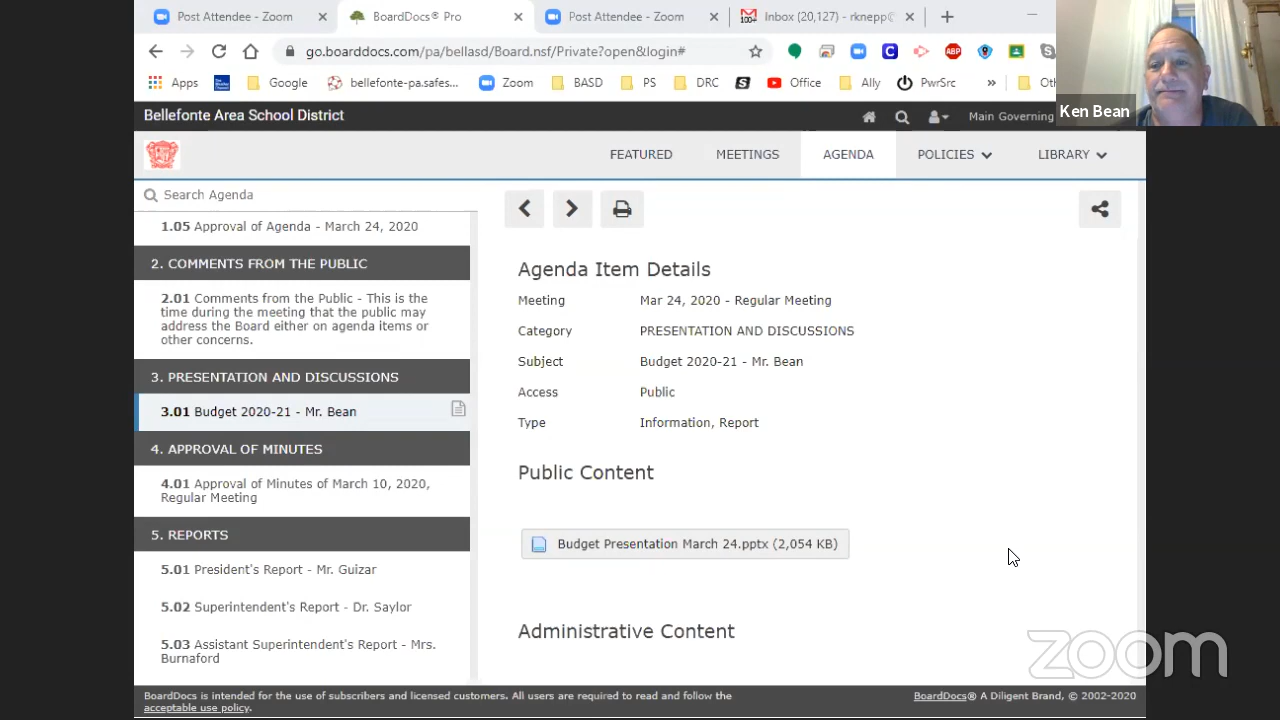 Post Attendee - Zoom
BoardDocs® Pro
Post Attendee - Zoom
Inbox (20,127) - rknepp@
go.boarddocs.com/pa/bellasd/Board.nsf/Private?open&login#
Apps
Google
bellefonte-pa.safes...
Zoom
BASD
PS
DRC
Office
Ally
PwrSrc
»
Ot
Ken Bean
Bellefonte Area School District
Main Governing
FEATURED
MEETINGS
AGENDA
POLICIES
LIBRARY
Search Agenda
1.05 Approval of Agenda - March 24, 2020
2. COMMENTS FROM THE PUBLIC
2.01 Comments from the Public - This is the
time during the meeting that the public may
address the Board either on agenda items or
other concerns.
3. PRESENTATION AND DISCUSSIONS
3.01 Budget 2020-21 - Mr. Bean
4. APPROVAL OF MINUTES
4.01 Approval of Minutes of March 10, 2020,
Regular Meeting
5. REPORTS
5.01 President's Report - Mr. Guizar
5.02 Superintendent's Report - Dr. Saylor
5.03 Assistant Superintendent's Report - Mrs.
Burnaford
Agenda Item Details
Meeting Mar 24, 2020 - Regular Meeting
Category PRESENTATION AND DISCUSSIONS
Subject Budget 2020-21 - Mr. Bean
Access Public
Type Information, Report
Public Content
Budget Presentation March 24.pptx (2,054 KB)
Administrative Content
zoom
BoardDocs is intended for the use of subscribers and licensed customers. All users are required to read and follow the
acceptable use policy.
BoardDocs® A Diligent Brand, © 2002-2020